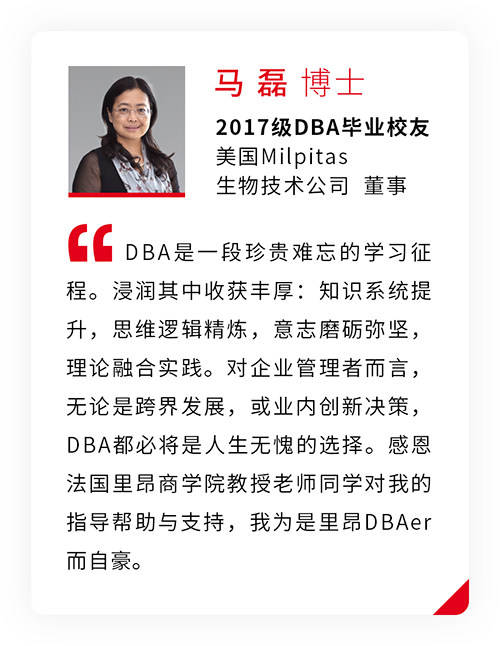 马 磊 博士
2017级DBA毕业校友
美国Milpitas
生物技术公司 董事
“ DBA是一段珍贵难忘的学习征
程。浸润其中收获丰厚：知识系统提
升，思维逻辑精炼，意志磨砺弥坚，
理论融合实践。对企业管理者而言，
无论是跨界发展，或业内创新决策，
DBA都必将是人生无愧的选择。感恩
法国里昂商学院教授老师同学对我的
指导帮助与支持，我为是里昂DBAer
而自豪。